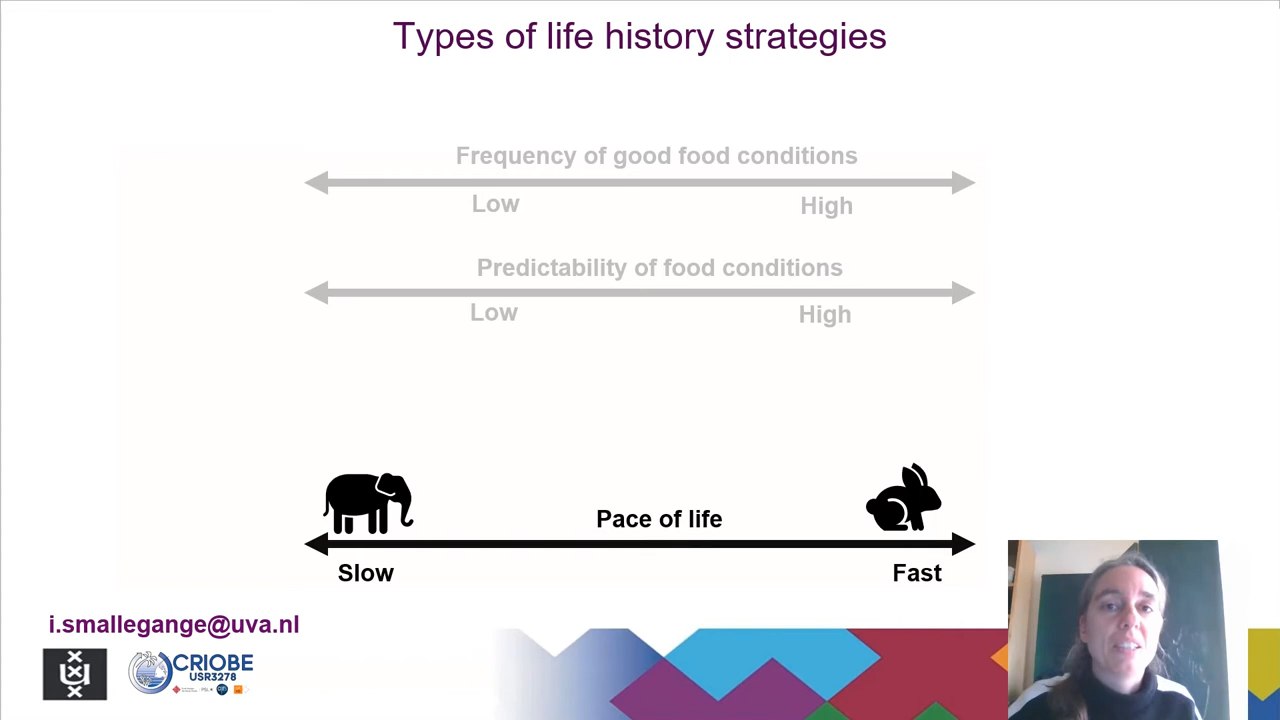 Types of life history strategies
Frequency of good food conditions
Low High
Predictability of food conditions
Low High
Pace of life
Slow Fast
i.smallegange@uva.nl
CRIOBE
USR3278
PSL